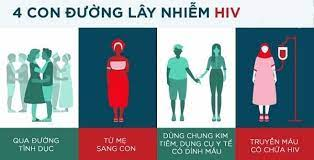 4 CON ĐƯỜNG LÂY NHIỄM HIV
QUA ĐƯỜNG
TÌNH DỤC
TỪ MẸ
SANG CON
DÙNG CHUNG KIM
TIÊM, DỤNG CỤ Y TẾ
CÓ DÍNH MÁU
TRUYỀN MÁU
CÓ CHỨA HIV